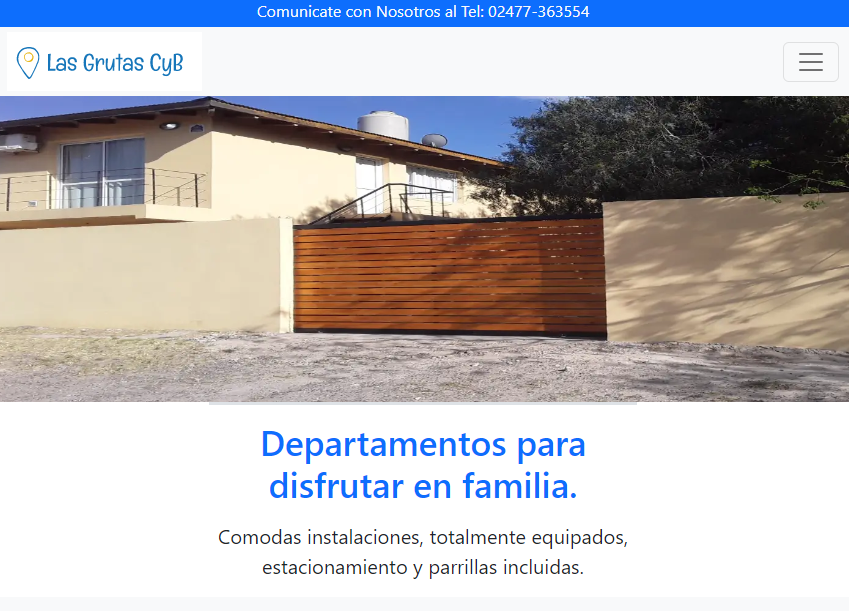 Comunicate con Nosotros al Tel: 02477-363554
Las Grutas CyB
Departamentos para
disfrutar en familia.
Comodas instalaciones, totalmente equipados,
estacionamiento y parrillas incluidas.